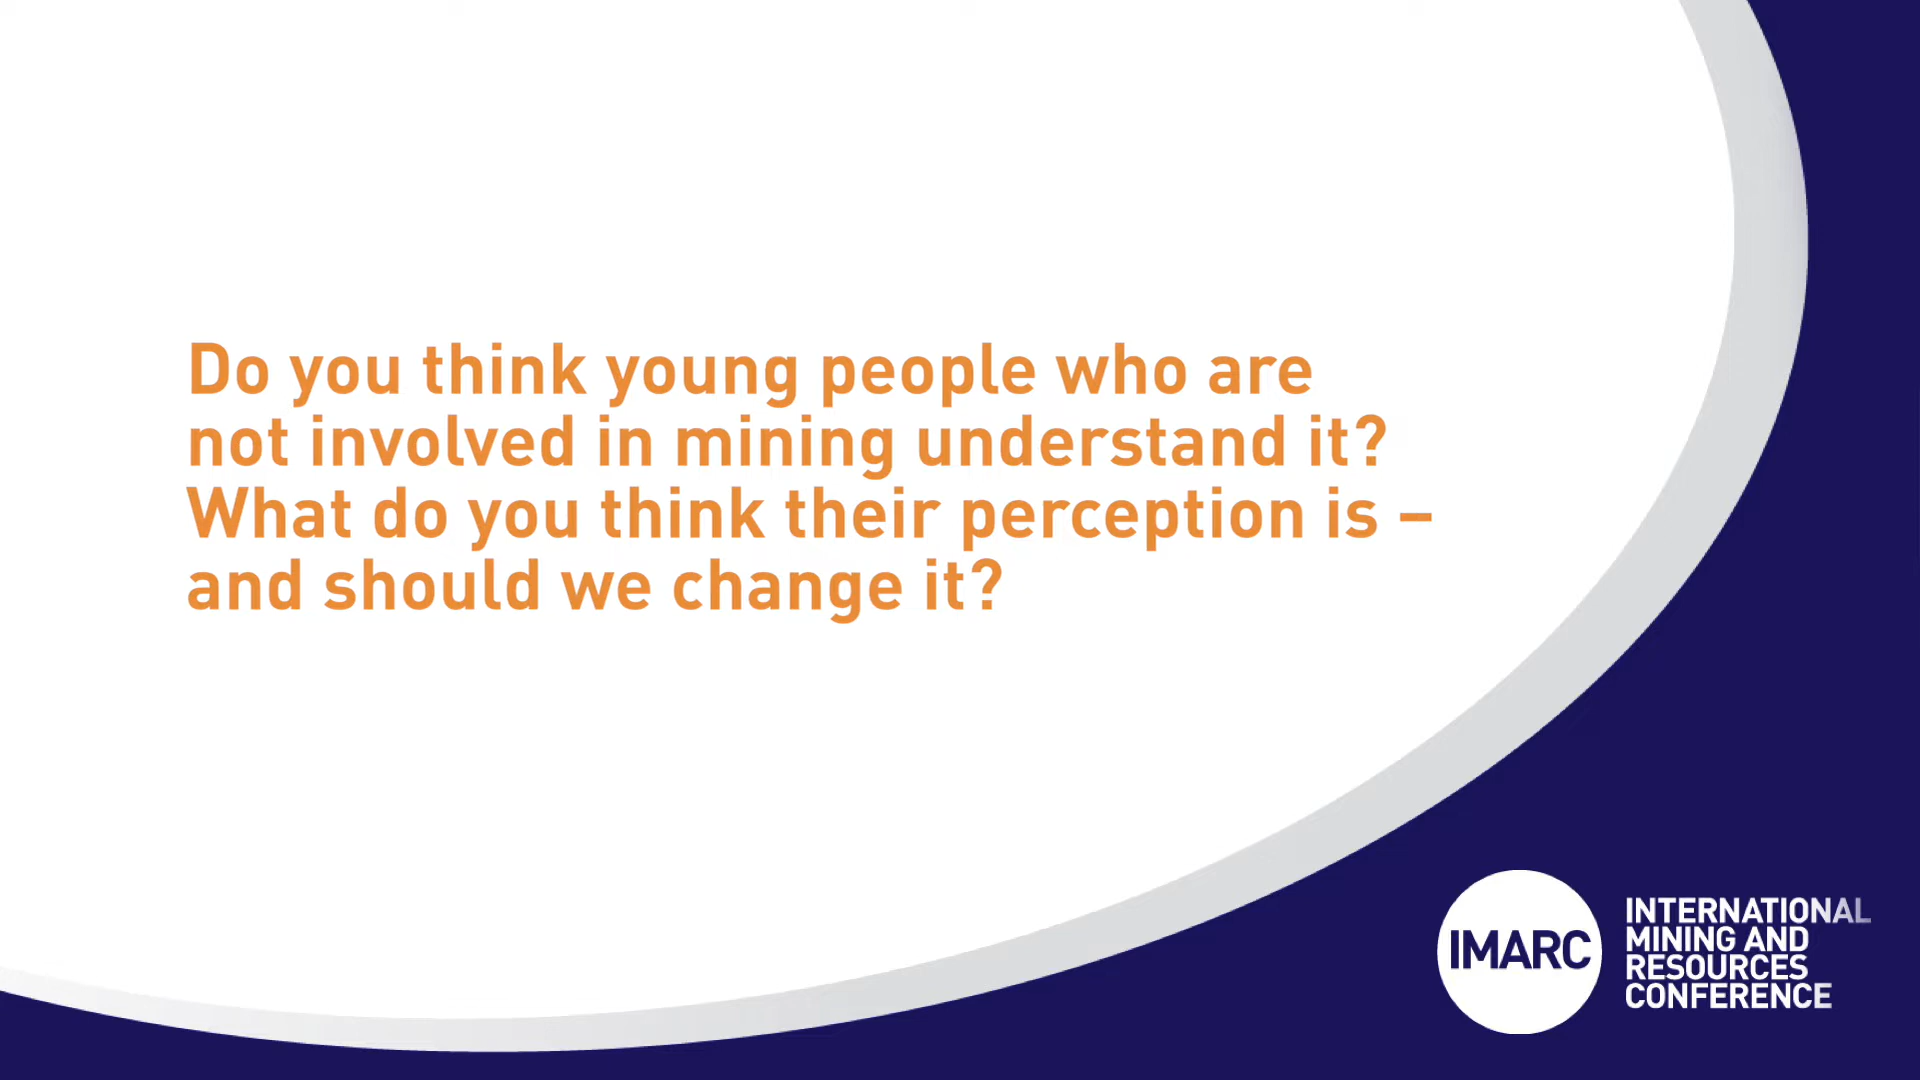 Do you think young people who are
not involved in mining understand it?
What do you think their perception is –
and should we change it?
IMARC
INTERNATIONAL
MINING AND
RESOURCES
CONFERENCE